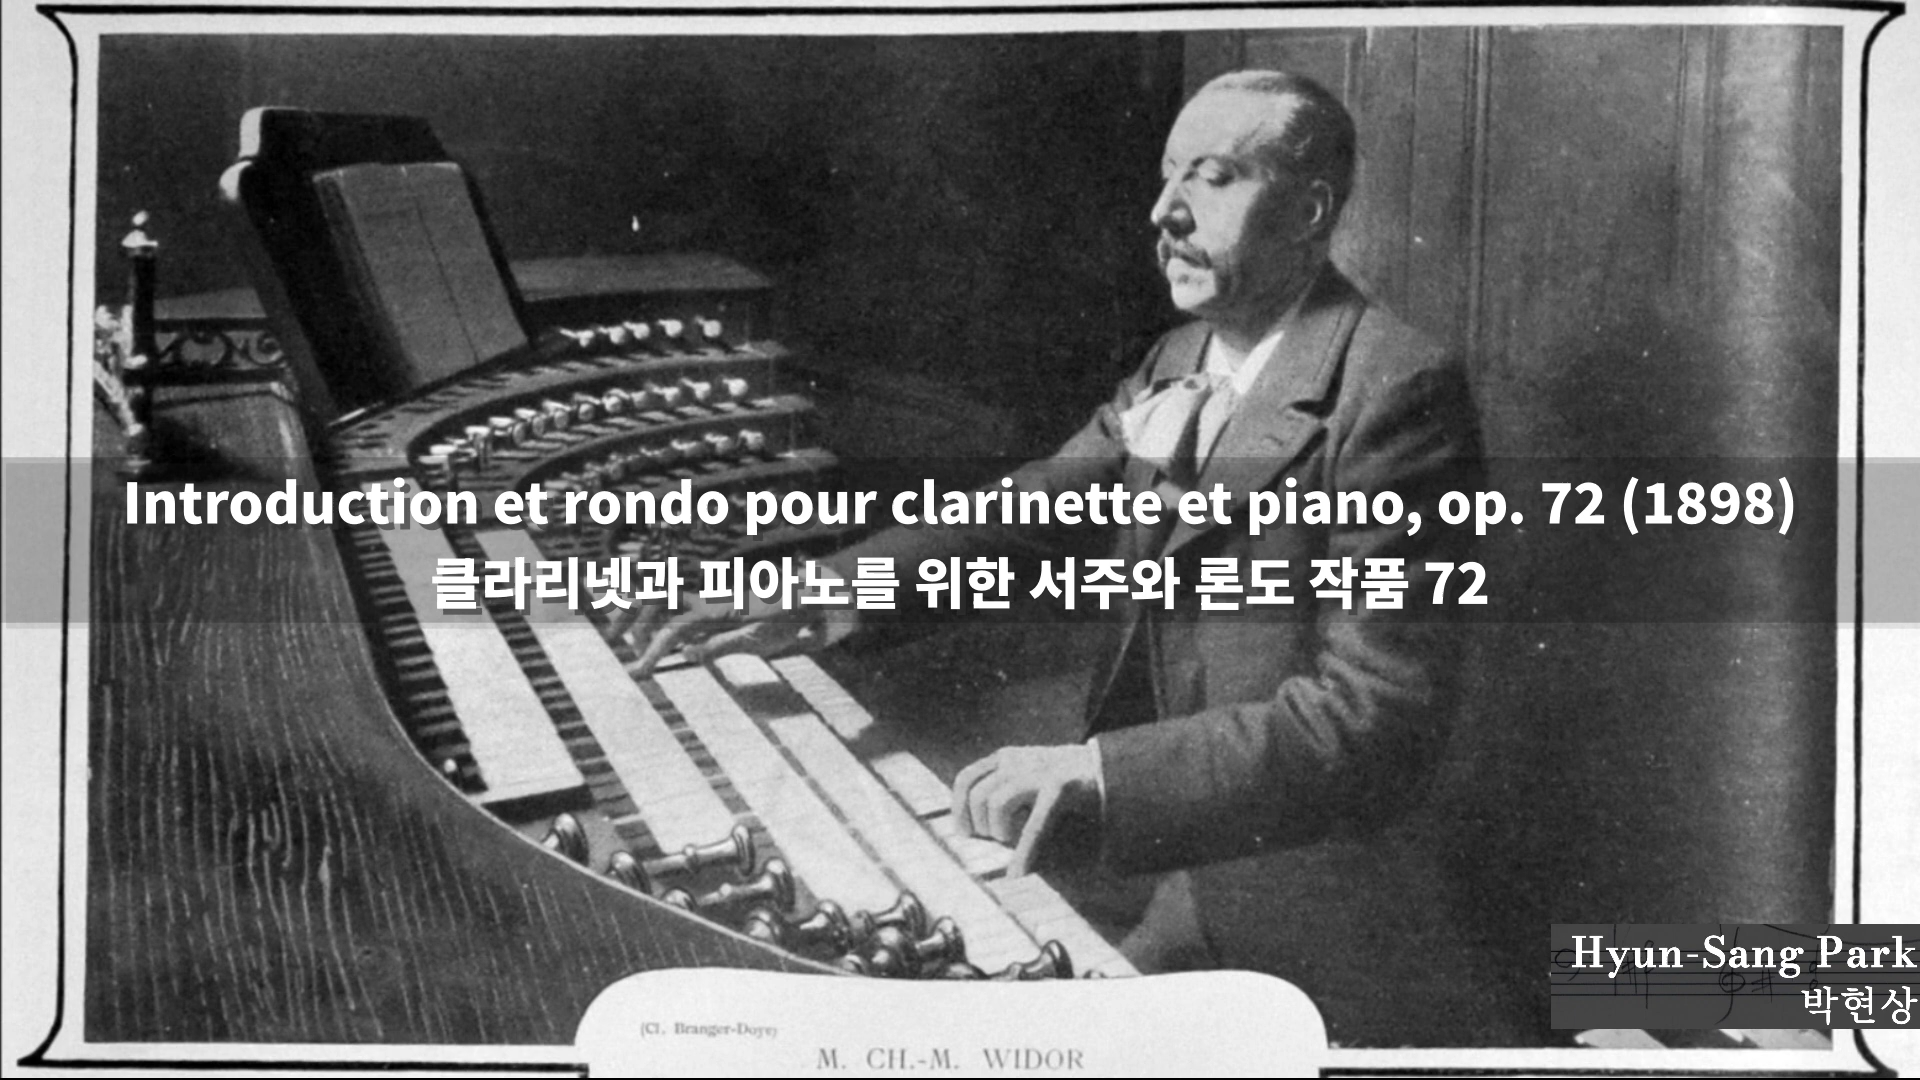 Introduction et rondo pour clarinette et piano, op. 72 (1898)
클라리넷과 피아노를 위한 서주와 론도 작품 72
Hyun-Sang Park
박현상
(Cl. Branger-Doye)
M. CH.-M. WIDOR